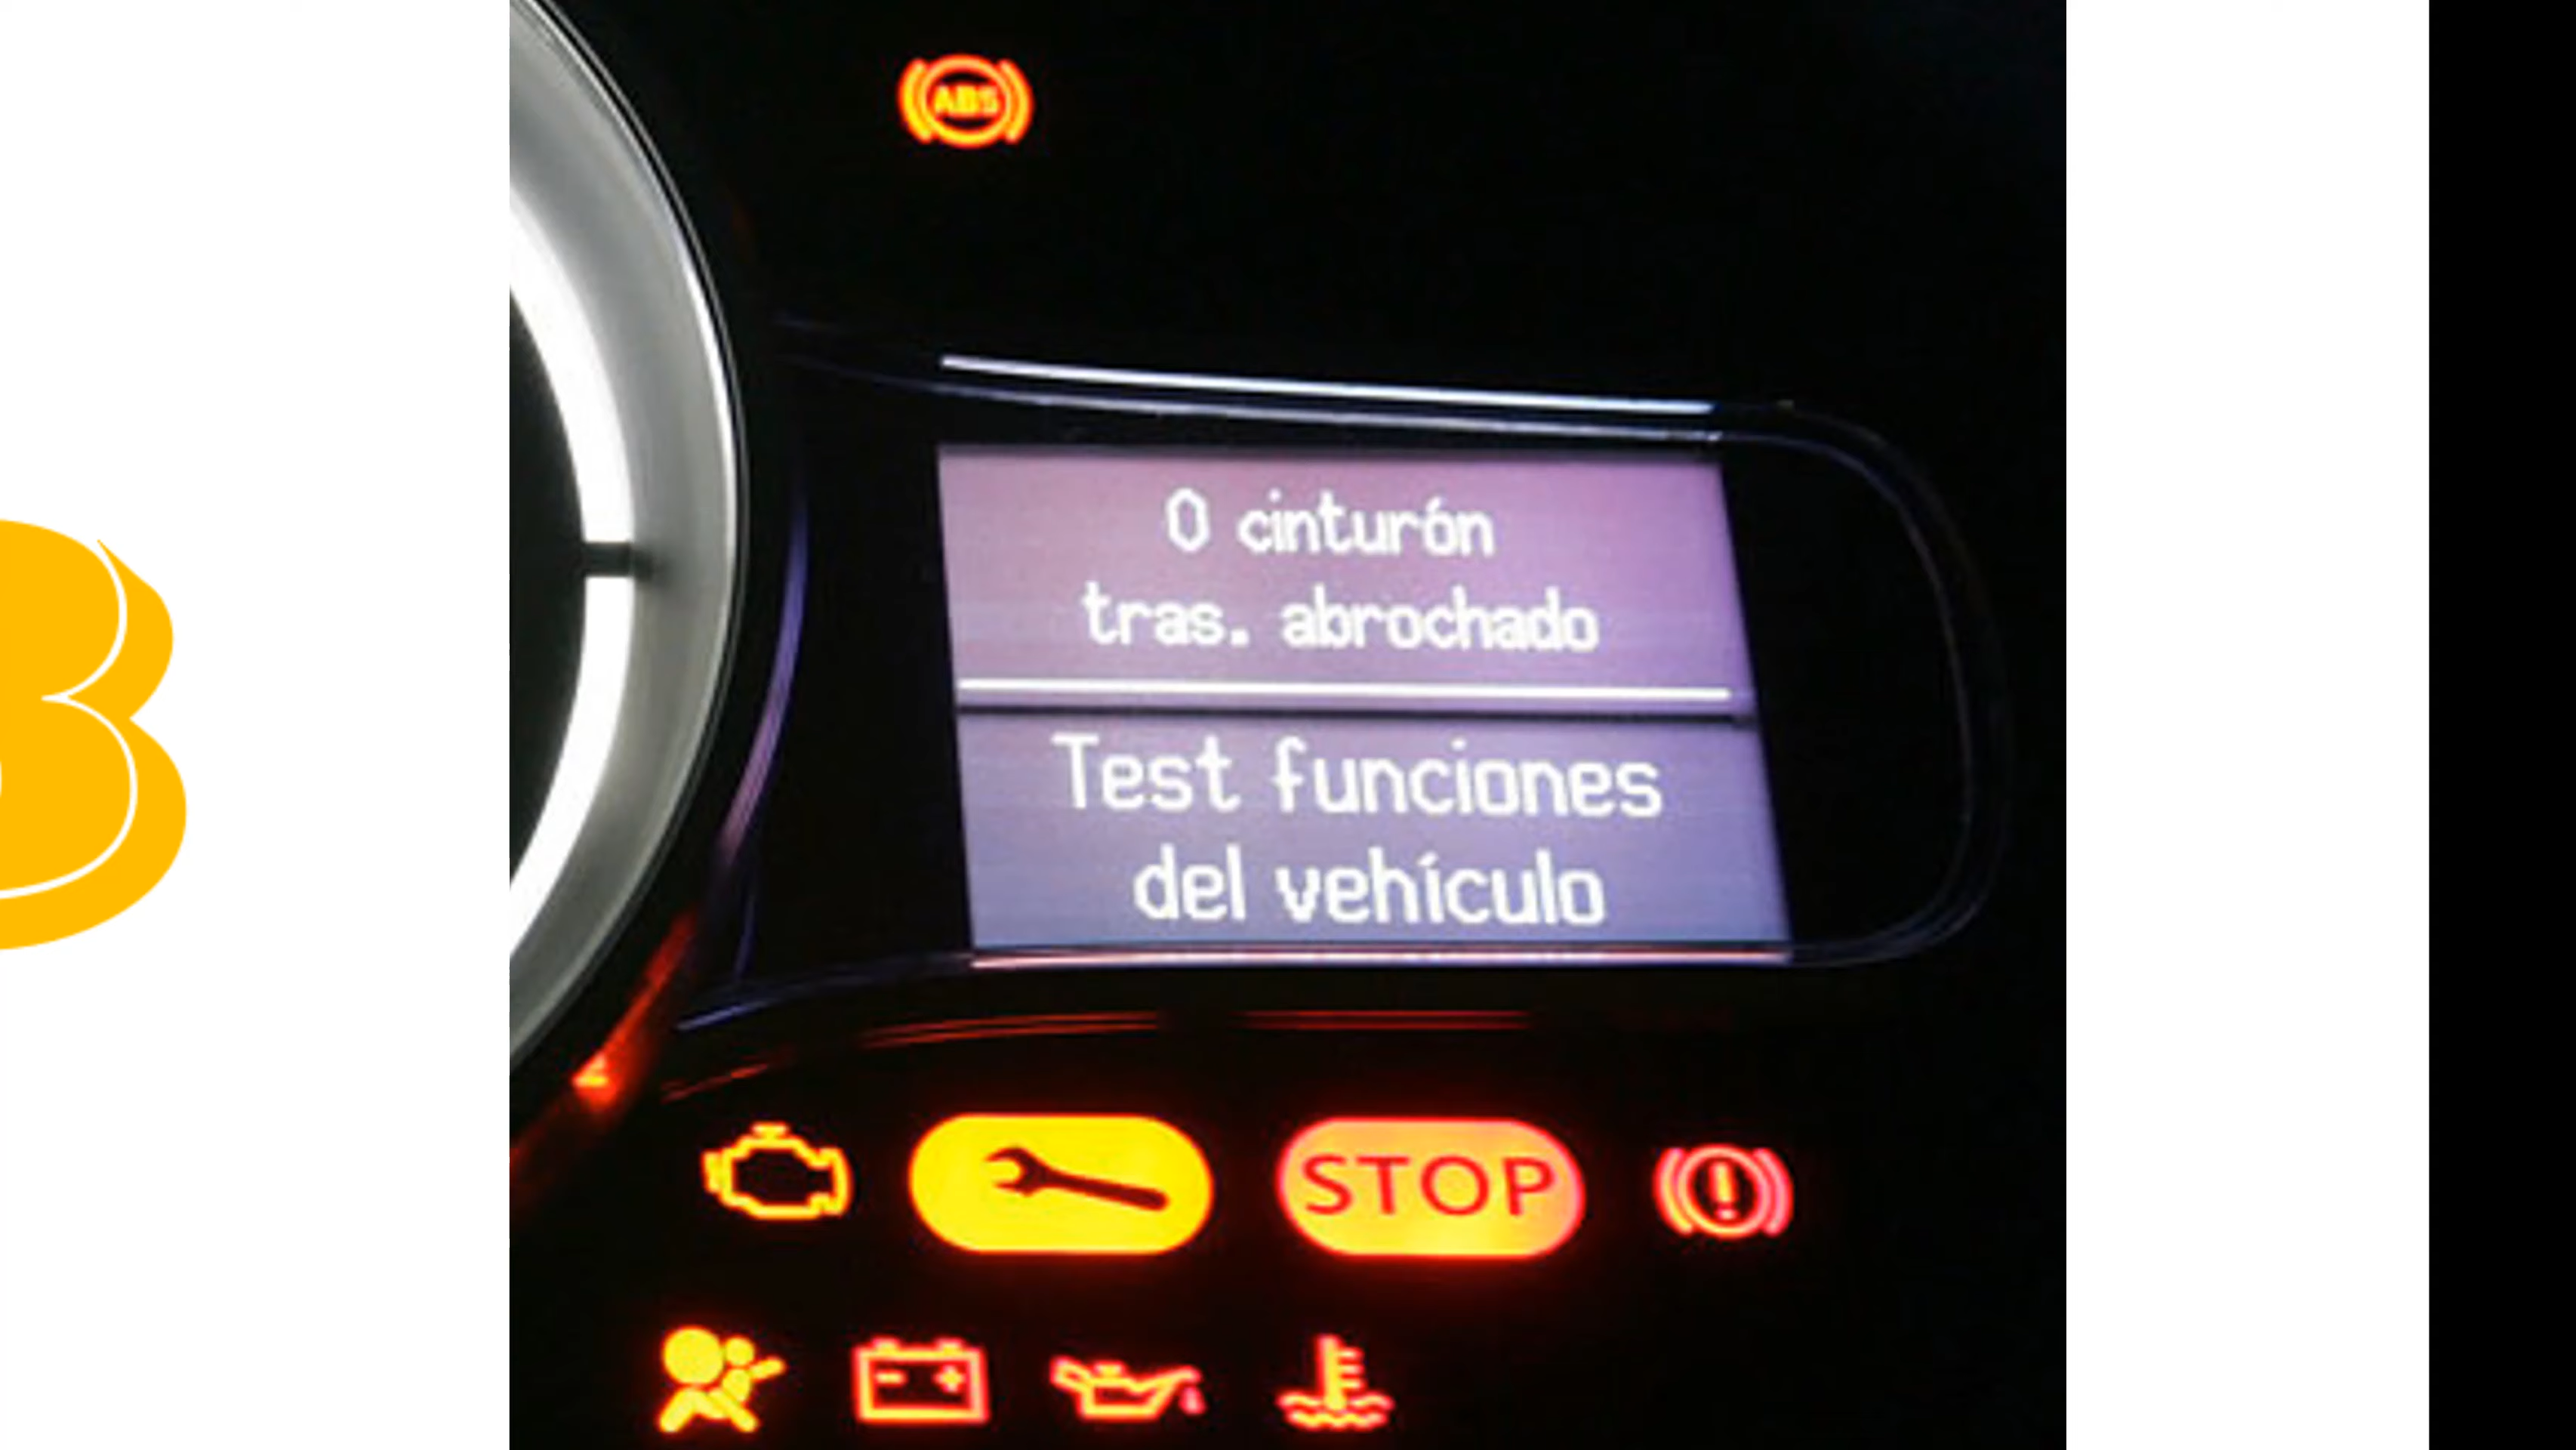 ABS
0 cinturón
tras. abrochado
Test funciones
del vehículo
STOP